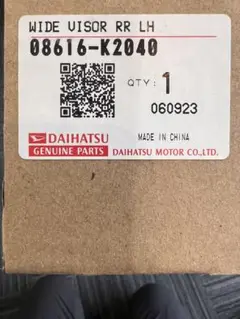 WIDE VISOR RR LH
08616-K2040
QTY: 1
060923
DAIHATSU
GENUINE PARTS
MADE IN CHINA
DAIHATSU MOTOR CO.,LTD.